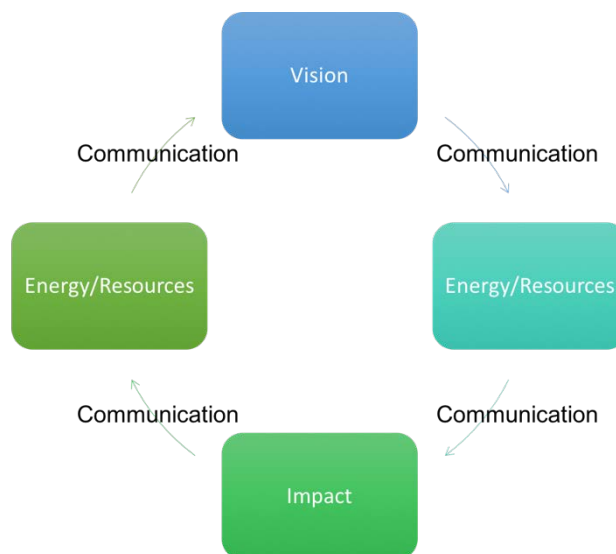 Vision
Communication
Communication
Energy/Resources
Energy/Resources
Communication
Communication
Impact